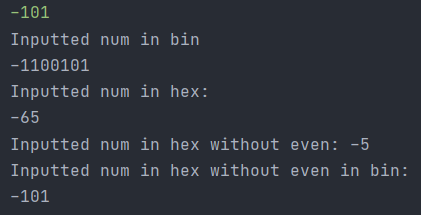 -101
Inputted num in bin
-1100101
Inputted num in hex:
-65
Inputted num in hex without even: -5
Inputted num in hex without even in bin:
-101